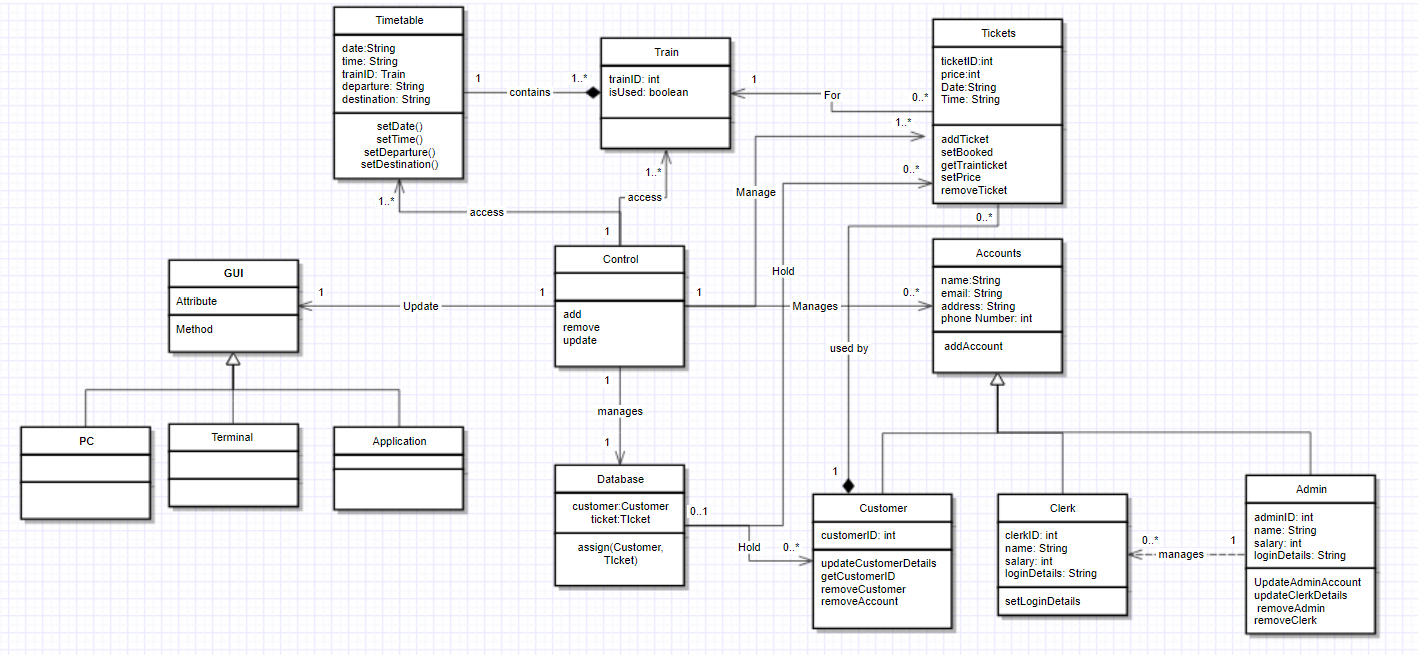 Timetable
date:String
time: String
trainID: Train
departure: String
destination: String
setDate()
setTime()
setDeparture()
setDestination()
1
contains
1..*
Train
trainID: int
isUsed: boolean
1
For
0..*
Tickets
ticketID:int
price:int
Date:String
Time: String
addTicket
setBooked
getTrainticket
setPrice
removeTicket
1..*
0..*
0..*
1..*
access
1..*
access
1
Manage
Hold
Control
add
remove
update
GUI
Attribute
Method
1
Update
1
1
Manages
0..*
Accounts
name:String
email: String
address: String
phone Number: int
addAccount
used by
1
manages
1
PC
Terminal
Application
Database
customer:Customer
ticket:TIcket
assign(Customer,
TIcket)
0..1
Hold
0..*
1
Customer
customerID: int
updateCustomerDetails
getCustomerID
removeCustomer
removeAccount
Clerk
clerkID: int
name: String
salary: int
loginDetails: String
setLoginDetails
0..*
manages
1
Admin
adminID: int
name: String
salary: int
loginDetails: String
UpdateAdminAccount
updateClerkDetails
removeAdmin
removeClerk